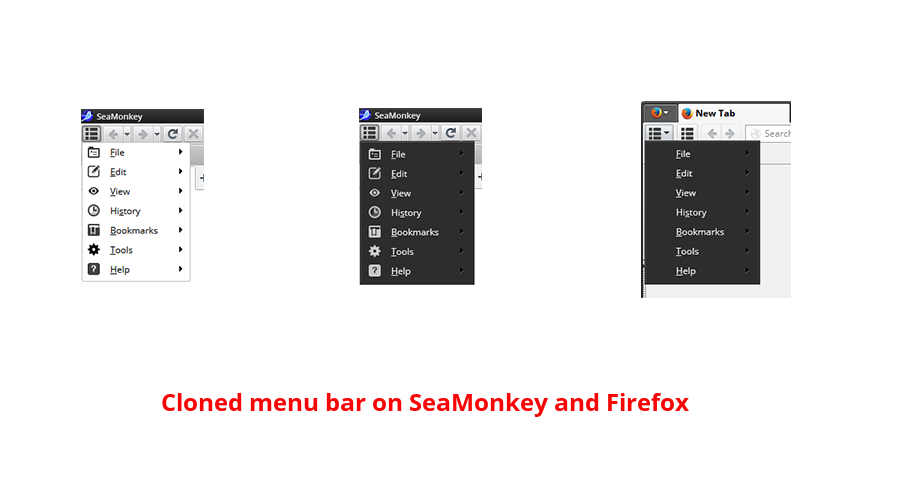 SeaMonkey
File
Edit
View
History
Bookmarks
Tools
Help
SeaMonkey
File
Edit
View
History
Bookmarks
Tools
Help
New Tab
Search
File
Edit
View
History
Bookmarks
Tools
Help
Cloned menu bar on SeaMonkey and Firefox